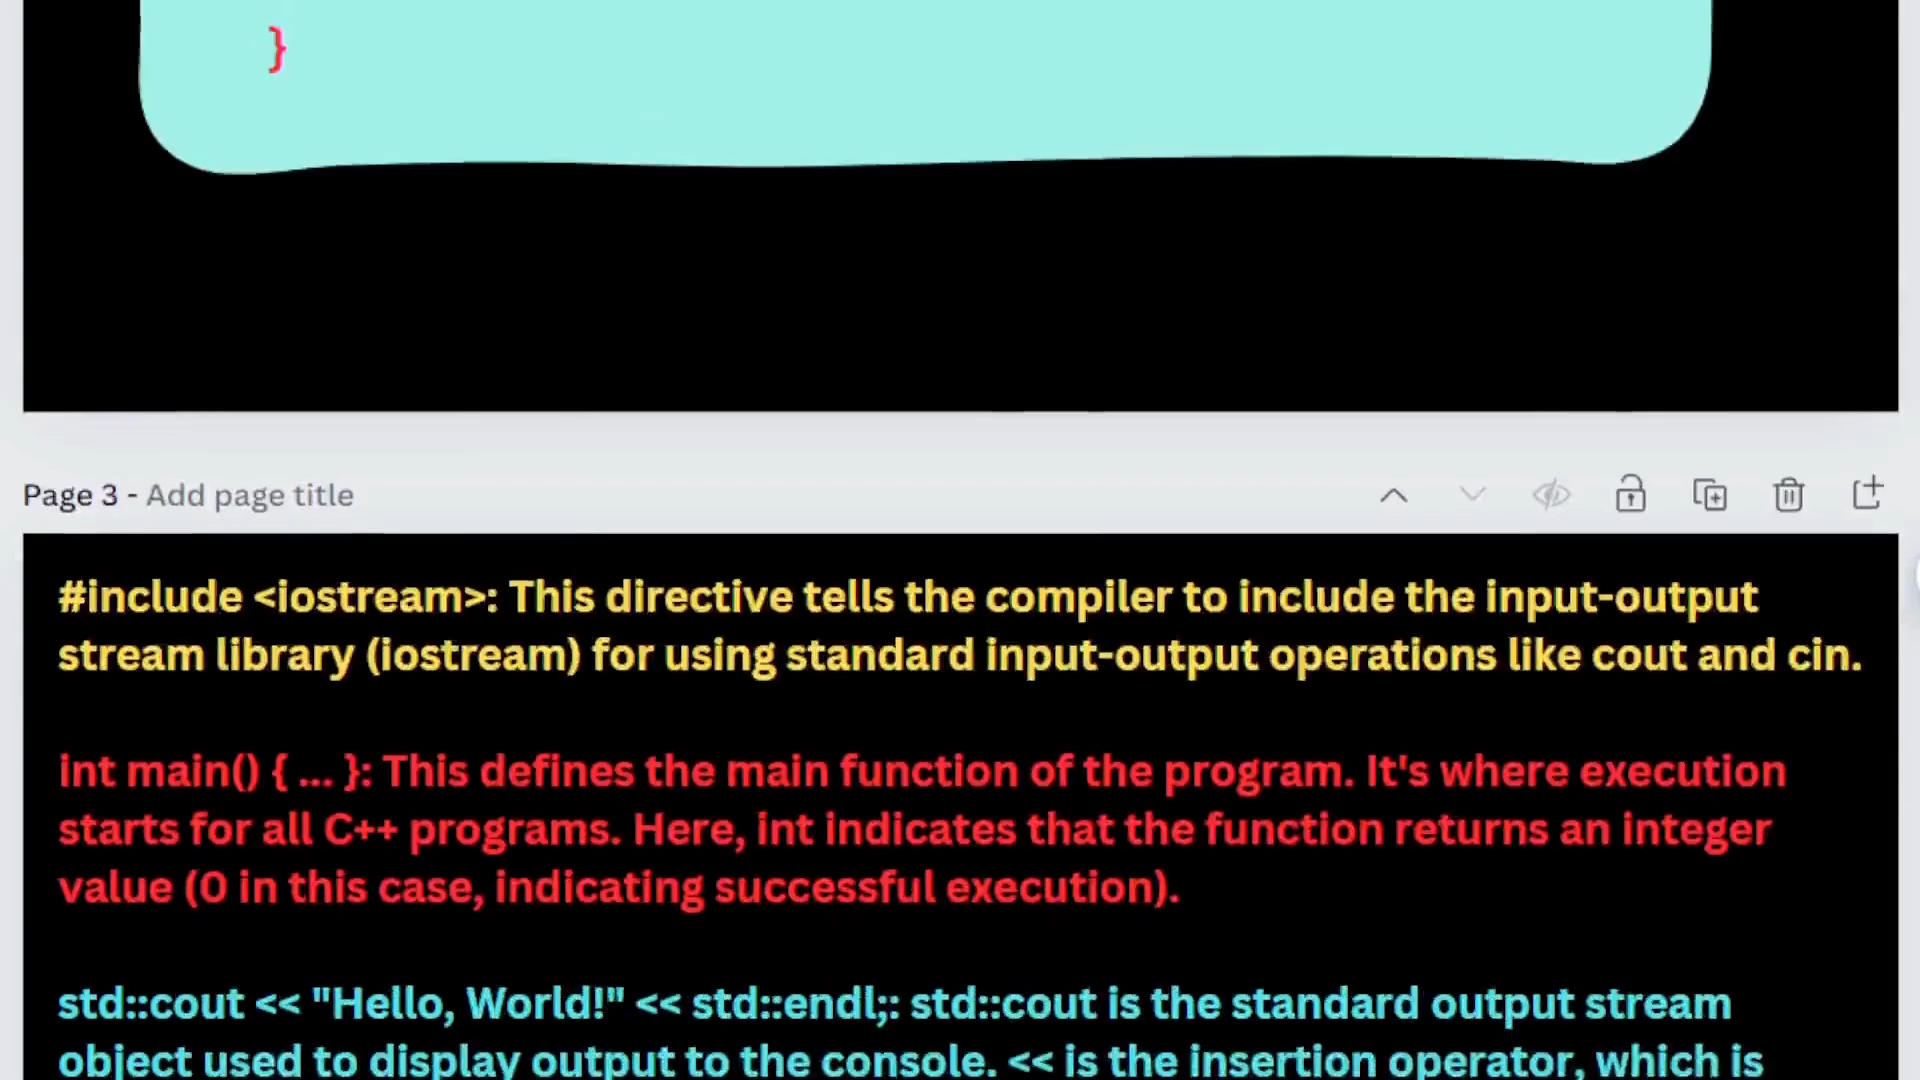 }
Page 3 - Add page title
#include <iostream>: This directive tells the compiler to include the input-output
stream library (iostream) for using standard input-output operations like cout and cin.
int main() { ... }: This defines the main function of the program. It's where execution
starts for all C++ programs. Here, int indicates that the function returns an integer
value (0 in this case, indicating successful execution).
std::cout << "Hello, World!" << std::endl;: std::cout is the standard output stream
object used to display output to the console. << is the insertion operator, which is